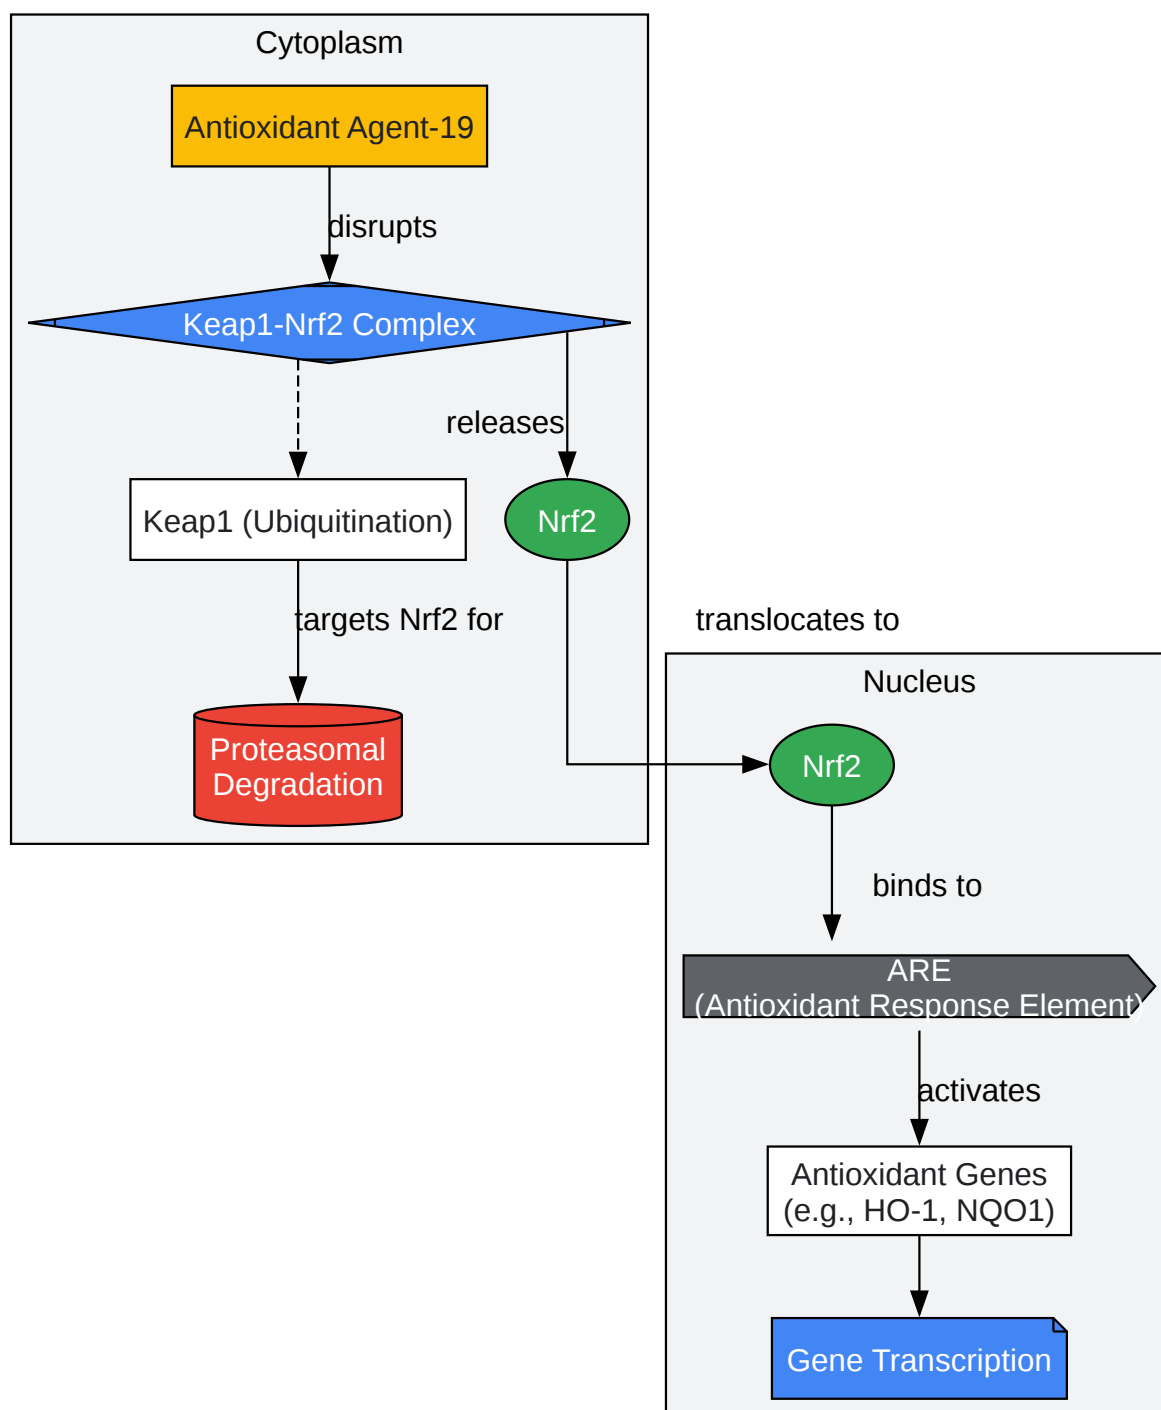 Cytoplasm
Antioxidant Agent-19
disrupts
Keap1-Nrf2 Complex
releases
Keap1 (Ubiquitination)
Nrf2
targets Nrf2 for
translocates to
Proteasomal
Degradation
Nucleus
Nrf2
binds to
ARE
(Antioxidant Response Element)
activates
Antioxidant Genes
(e.g., HO-1, NQO1)
Gene Transcription